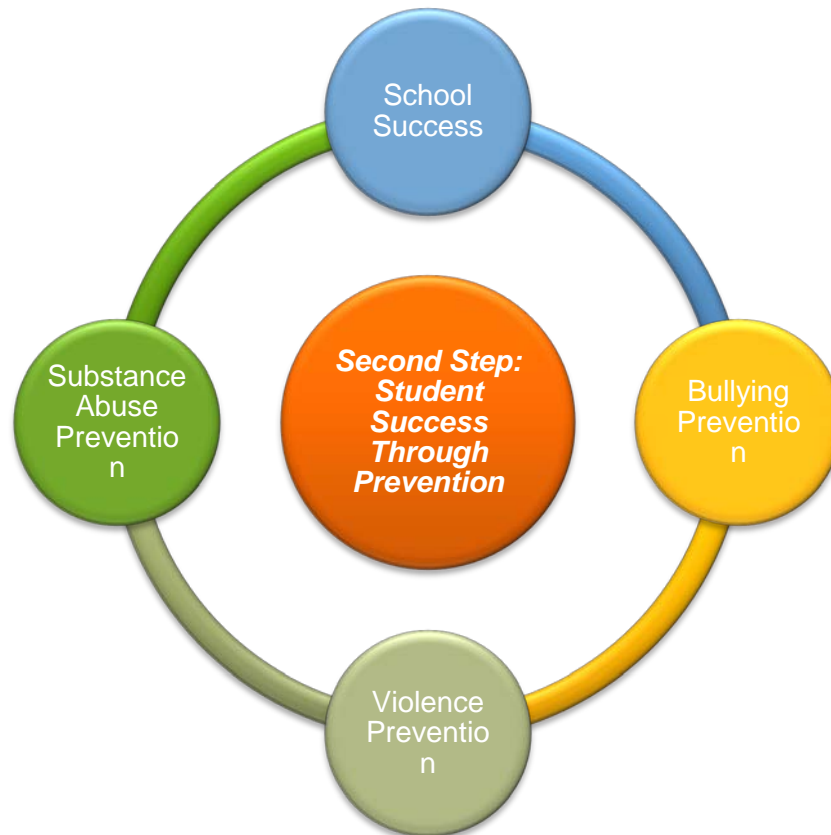 School
Success
Second Step:
Student
Success
Through
Prevention
Substance
Abuse
Preventio
n
Bullying
Preventio
n
Violence
Preventio
n